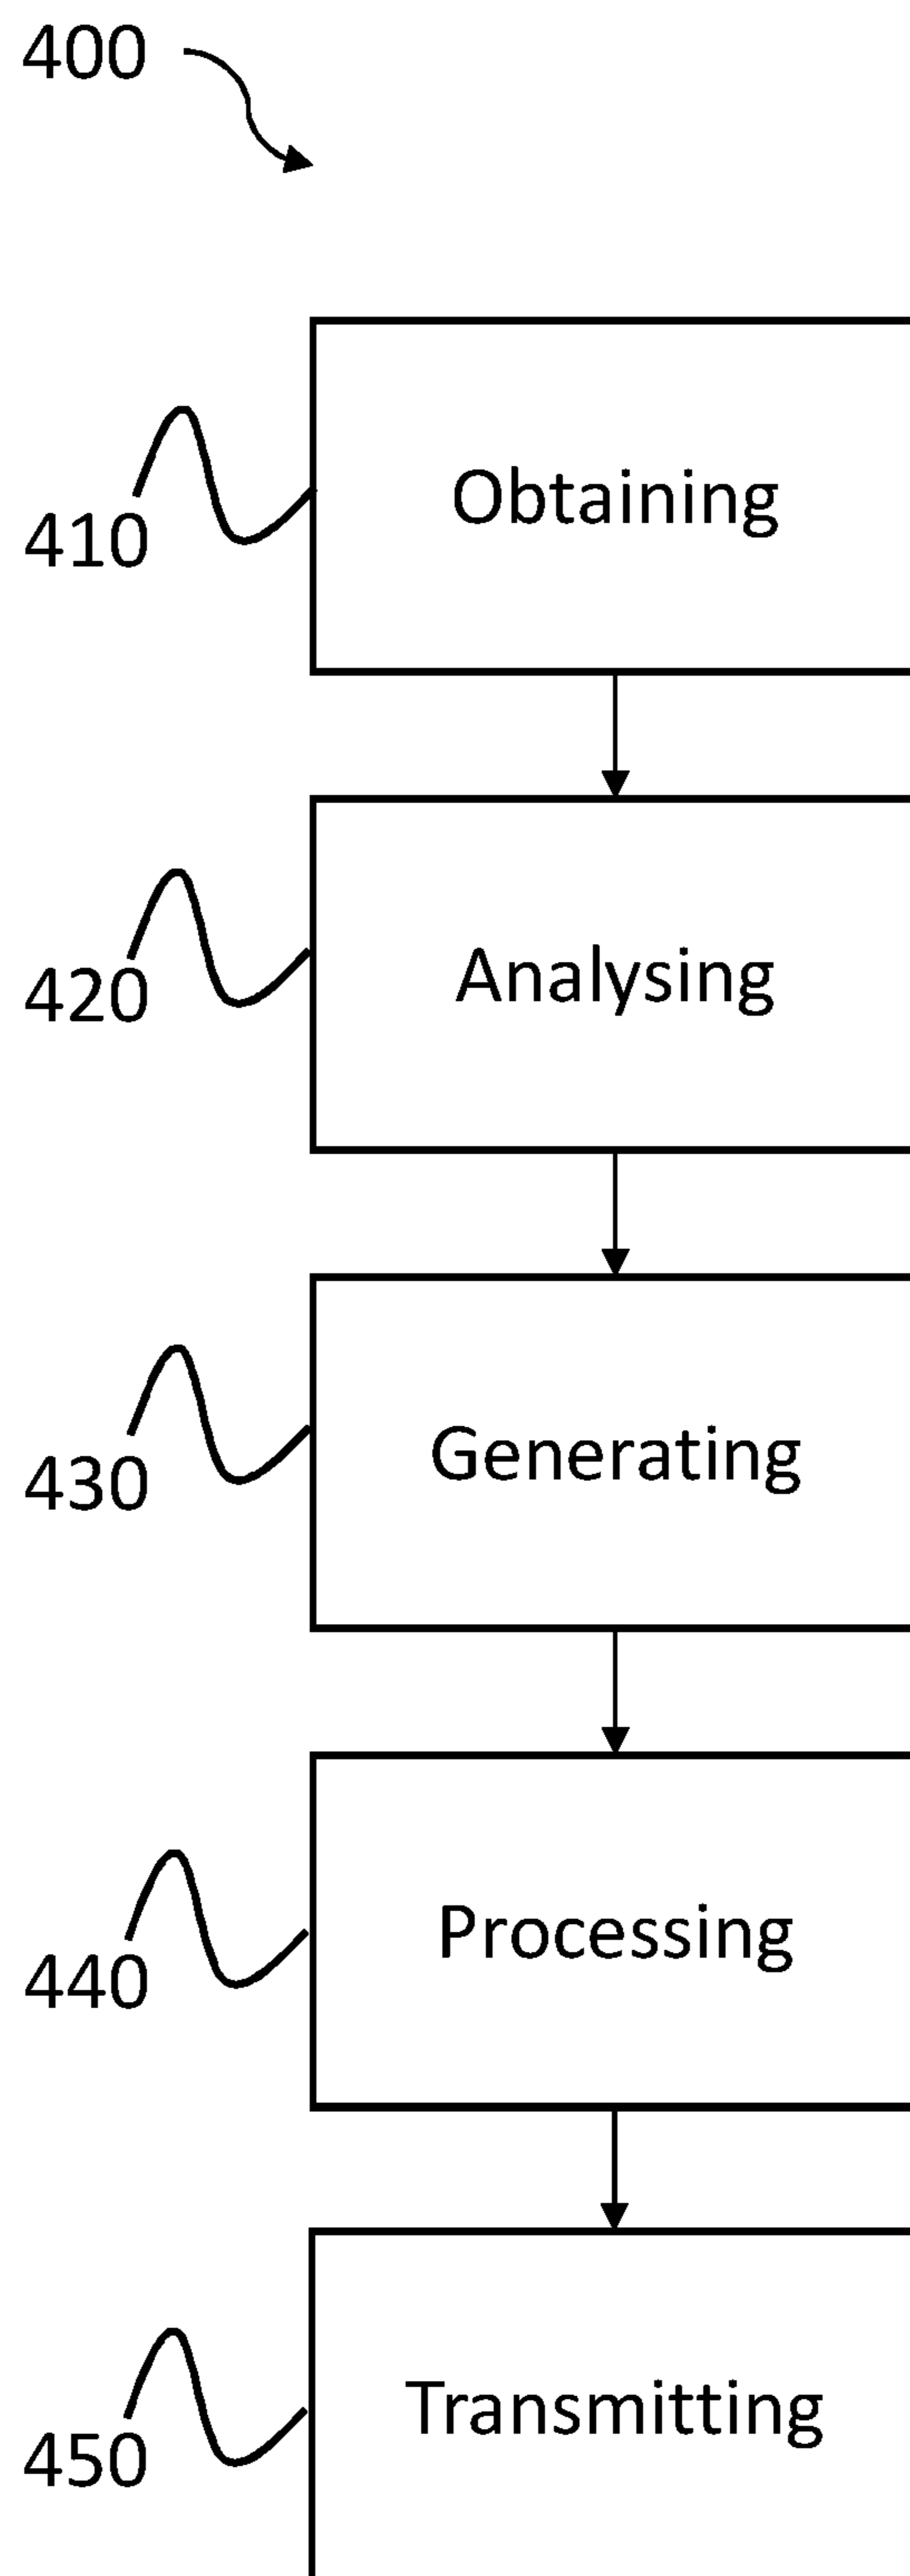 400
Obtaining
410
Analysing
420
Generating
430
Processing
440
Transmitting
450